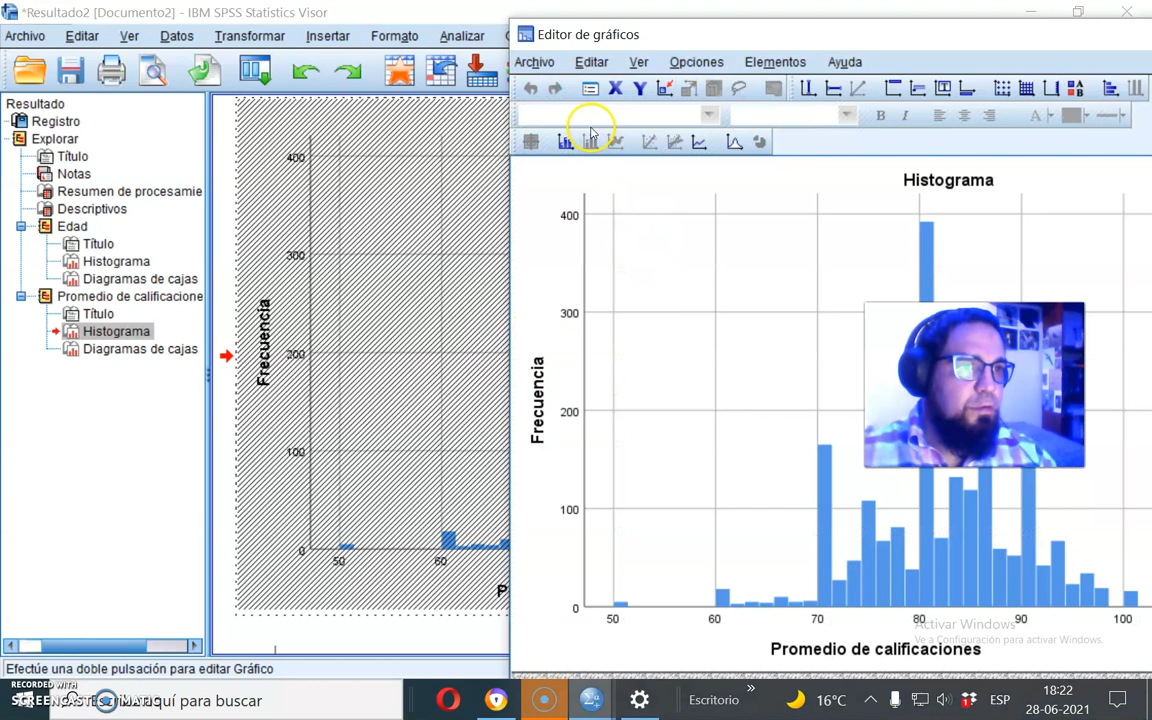 *Resultado2 [Documento2] - IBM SPSS Statistics Visor
Archivo Editar Ver Datos Transformar Insertar Formato Analizar
Resultado
Registro
Explorar
Título
Notas
Resumen de procesamie
Descriptivos
Edad
Título
Histograma
Diagramas de cajas
Promedio de calificacione
Título
Histograma
Diagramas de cajas
400
300
200
100
0
50 60
Frecuencia
P
Editor de gráficos
Archivo Editar Ver Opciones Elementos Ayuda
X Y
B I A
Histograma
400
300
200
100
0
Frecuencia
50 60 70 80 90 100
Promedio de calificaciones
Activar Windows
Ve a Configuración para activar Windows.
Efectúe una doble pulsación para editar Gráfico
RECORDED WITH
SCREENCAST-O-MATIC
aquí para buscar
Escritorio » 16°C ESP
18:22
28-06-2021